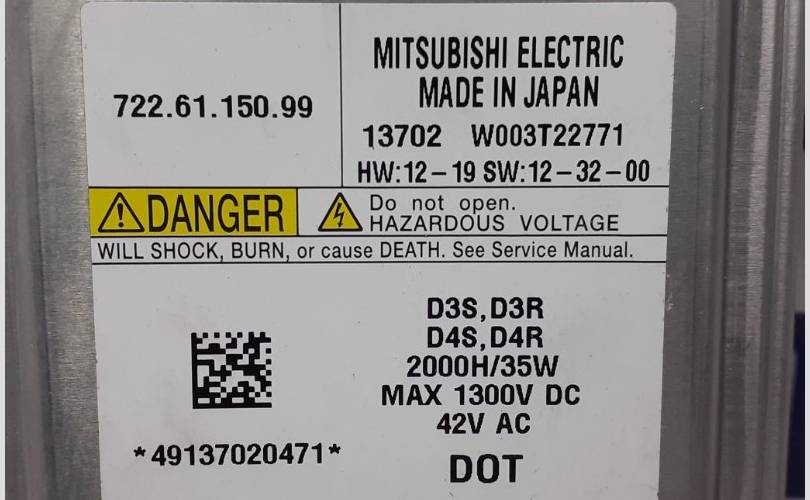 722.61.150.99
MITSUBISHI ELECTRIC
MADE IN JAPAN
13702 W003T22771
HW:12-19 SW:12-32-00
DANGER
Do not open.
HAZARDOUS VOLTAGE
WILL SHOCK, BURN, or cause DEATH. See Service Manual.
D3S,D3R
D4S,D4R
2000H/35W
MAX 1300V DC
42V AC
DOT
*49137020471*